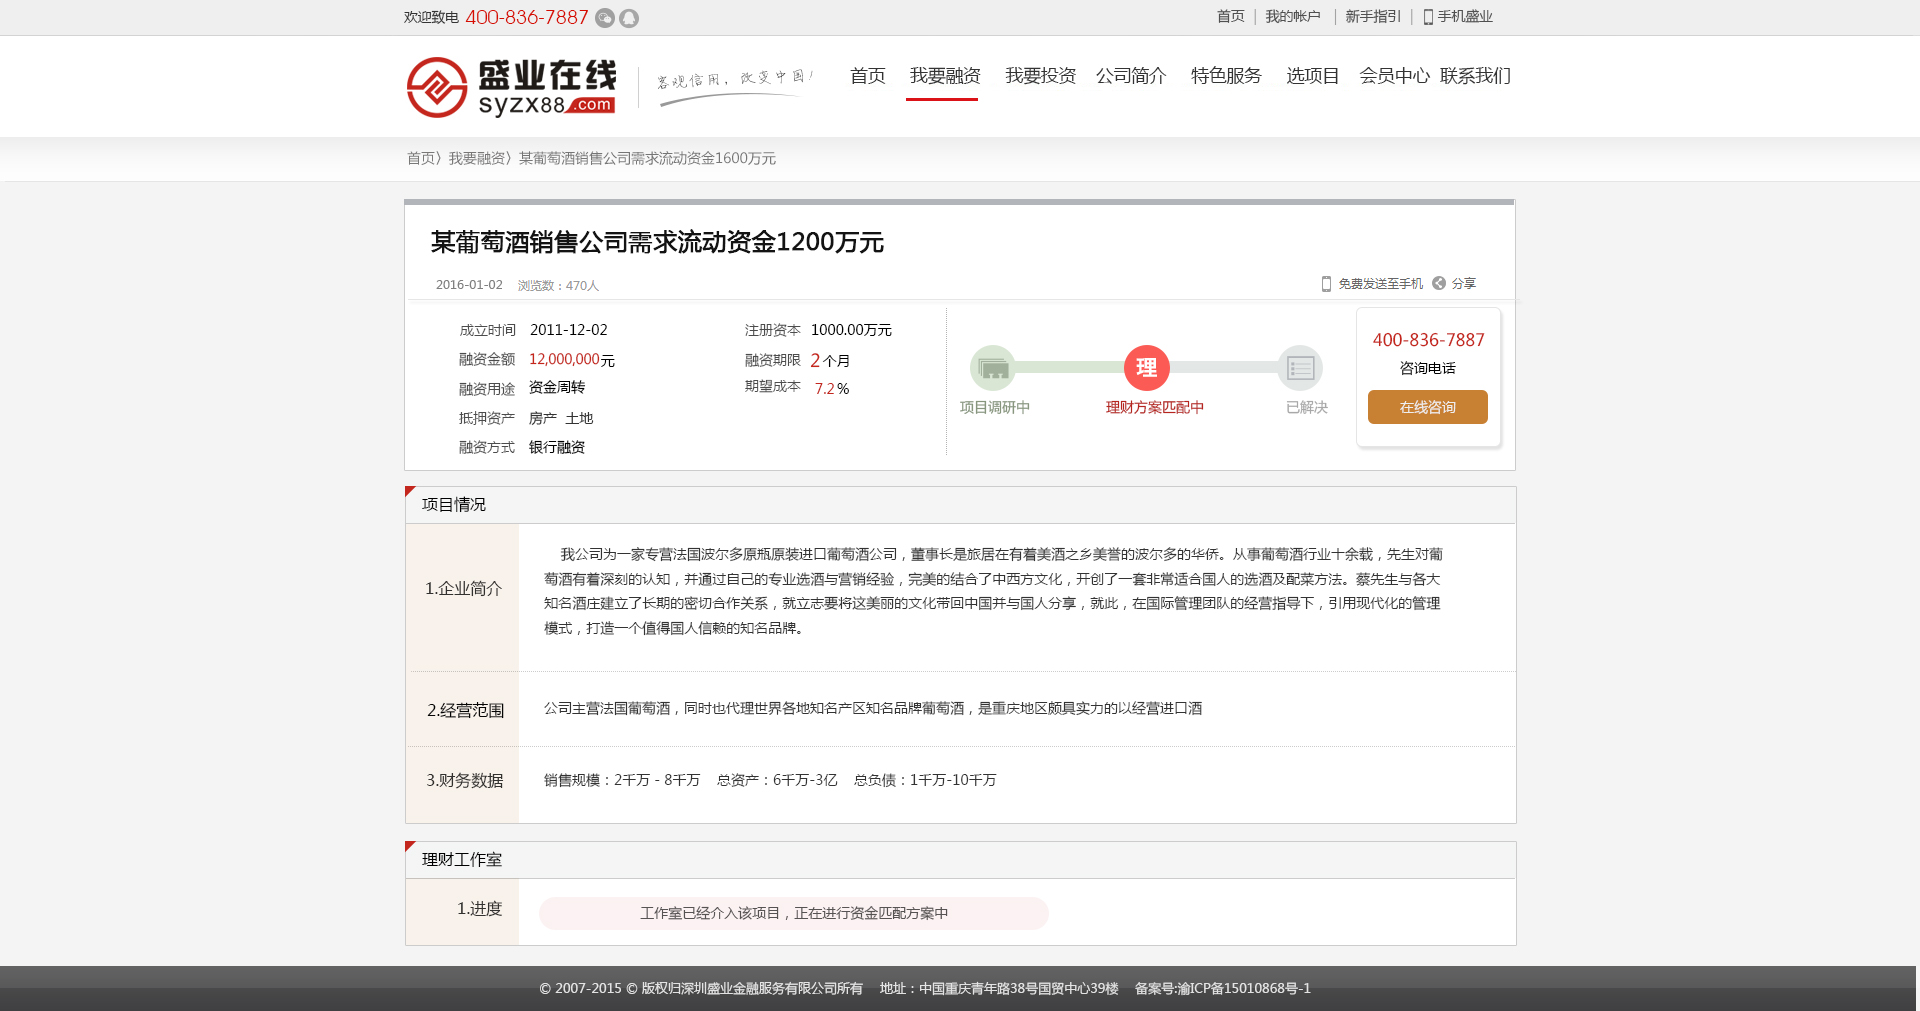 欢迎致电 400-836-7887
首页 | 我的帐户 | 新手指引 | 手机盛业
盛业在线
syzx88.com
客观信用，改变中国！
首页 我要融资 我要投资 公司简介 特色服务 选项目 会员中心 联系我们
首页〉我要融资〉某葡萄酒销售公司需求流动资金1600万元
某葡萄酒销售公司需求流动资金1200万元
2016-01-02 浏览数：470人
免费发送至手机 分享
成立时间 2011-12-02 注册资本 1000.00万元
融资金额 12,000,000元 融资期限 2个月
融资用途 资金周转 期望成本 7.2%
抵押资产 房产 土地
融资方式 银行融资
理
项目调研中 理财方案匹配中 已解决
400-836-7887
咨询电话
在线咨询
项目情况
1.企业简介
我公司为一家专营法国波尔多原瓶原装进口葡萄酒公司，董事长是旅居在有着美酒之乡美誉的波尔多的华侨。从事葡萄酒行业十余载，先生对葡
萄酒有着深刻的认知，并通过自己的专业选酒与营销经验，完美的结合了中西方文化，开创了一套非常适合国人的选酒及配菜方法。蔡先生与各大
知名酒庄建立了长期的密切合作关系，就立志要将这美丽的文化带回中国并与国人分享，就此，在国际管理团队的经营指导下，引用现代化的管理
模式，打造一个值得国人信赖的知名品牌。
2.经营范围 公司主营法国葡萄酒，同时也代理世界各地知名产区知名品牌葡萄酒，是重庆地区颇具实力的以经营进口酒
3.财务数据 销售规模：2千万 - 8千万 总资产：6千万-3亿 总负债：1千万-10千万
理财工作室
1.进度 工作室已经介入该项目，正在进行资金匹配方案中
© 2007-2015 © 版权归深圳盛业金融服务有限公司所有 地址：中国重庆青年路38号国贸中心39楼 备案号:渝ICP备15010868号-1